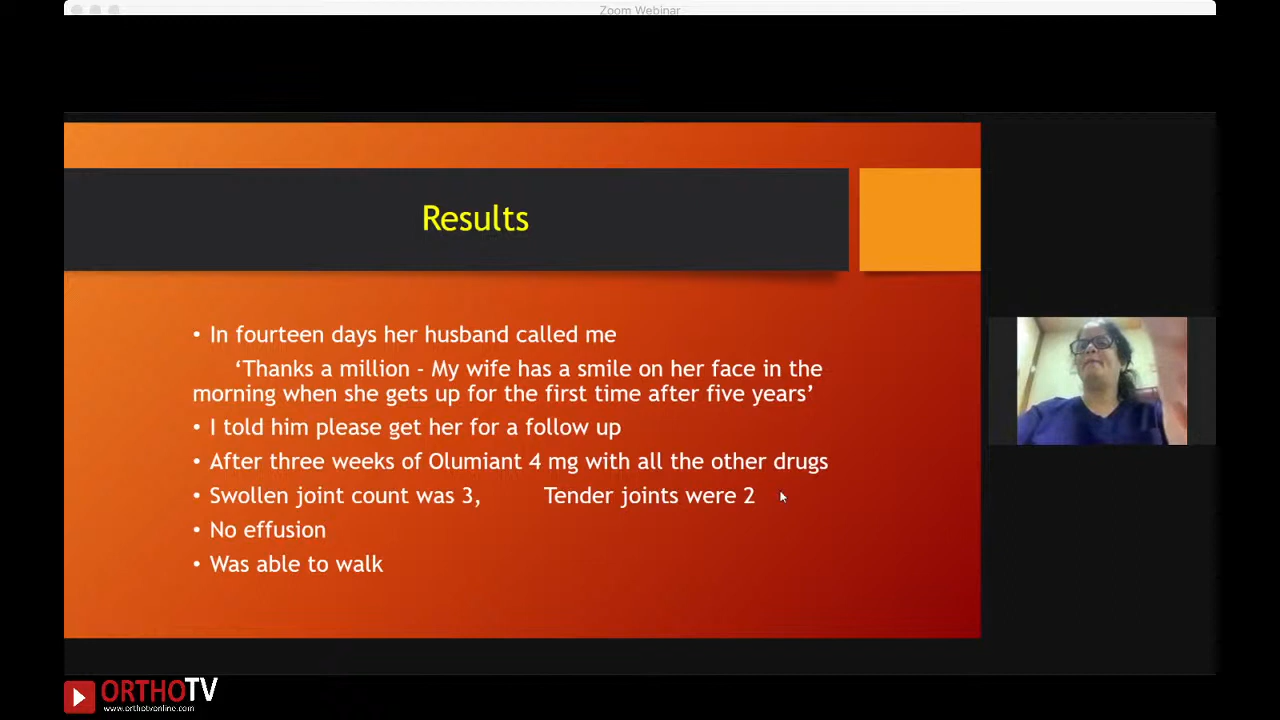 Zoom Webinar
Results
• In fourteen days her husband called me
‘Thanks a million - My wife has a smile on her face in the
morning when she gets up for the first time after five years’
• I told him please get her for a follow up
• After three weeks of Olumiant 4 mg with all the other drugs
• Swollen joint count was 3, Tender joints were 2
• No effusion
• Was able to walk
ORTHOTV
www.orthotvonline.com